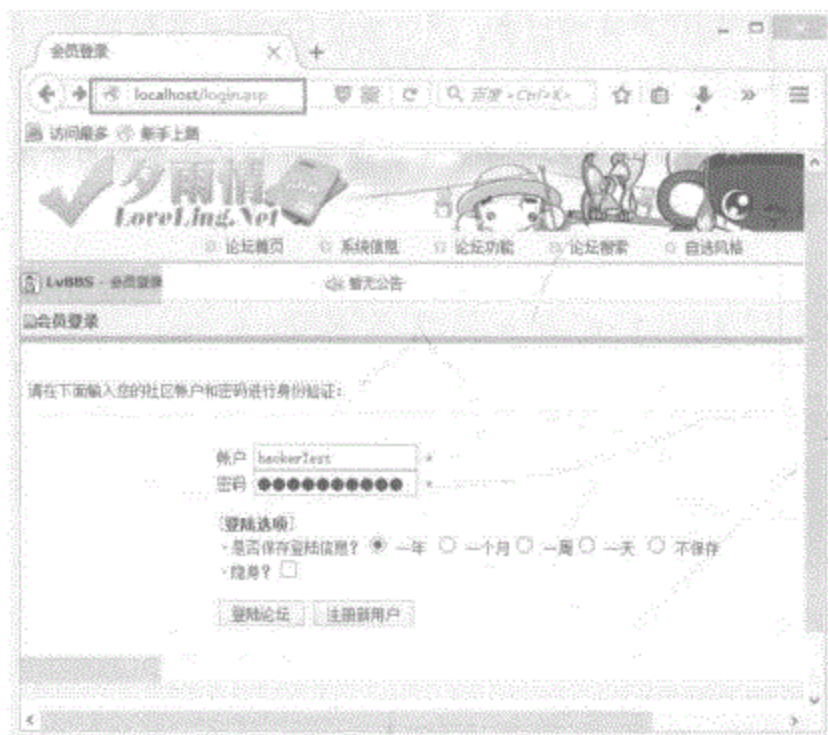 会员登录
localhost/login.asp
百度 <Ctrl+K>
访问最多 新手上路
夕雨情
LoveLing.Net
论坛首页 系统信息 论坛功能 论坛搜索 自选风格
LvBBS - 会员登录 暂无公告
会员登录
请在下面输入您的社区帐户和密码进行身份验证:
帐户 hackerTest *
密码 ●●●●●●●●●● *
登陆选项
是否保存登陆信息? 一年 一个月 一周 一天 不保存
隐身?
登陆论坛 注册新用户